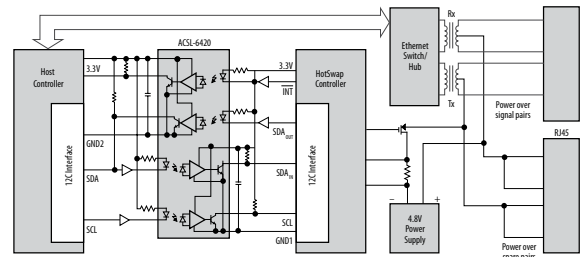 ACSL-6420
Host
Controller
3.3V
GND2
SDA
SCL
12C Interface
3.3V
INT
SDA OUT
SDA IN
SCL
GND1
HotSwap
Controller
12C Interface
Ethernet
Switch/
Hub
Rx
Tx
Power over
signal pairs
RJ45
– +
4.8V
Power
Supply
Power over
spare pairs